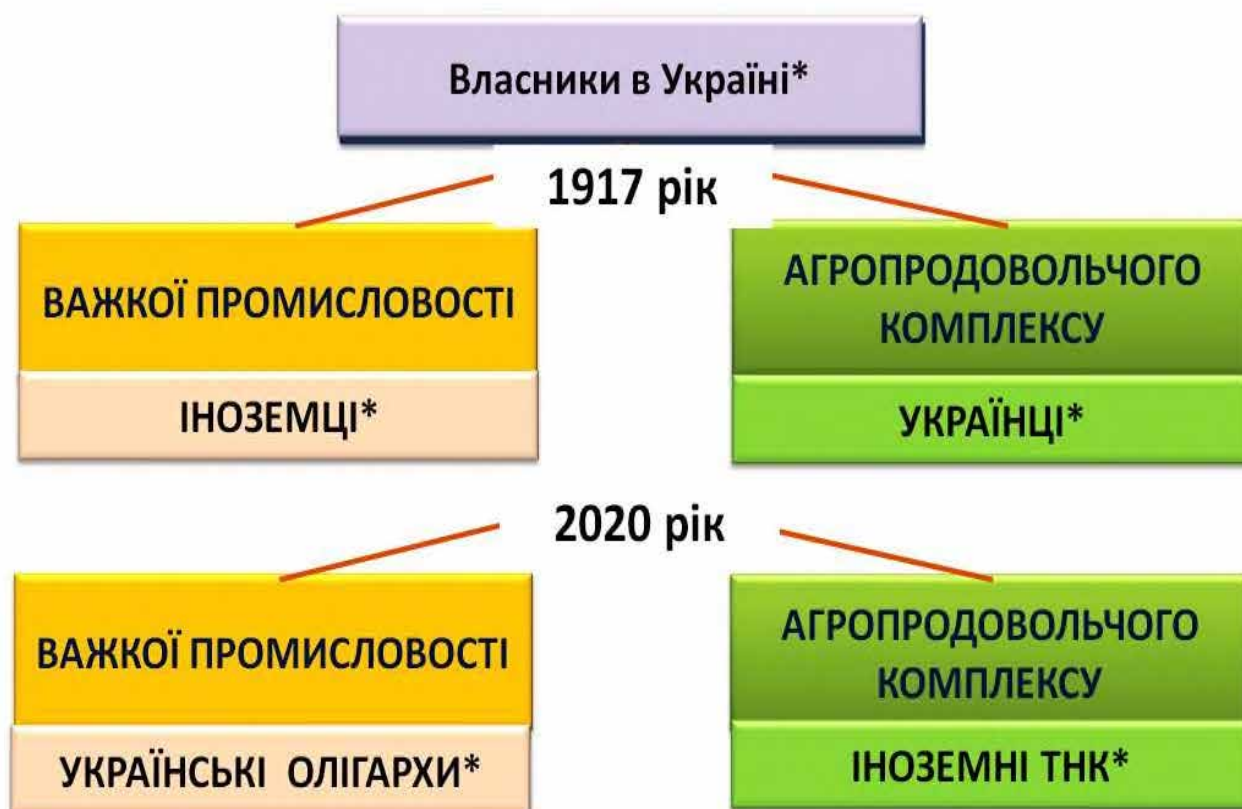 Власники в Україні*
1917 рік
ВАЖКОЇ ПРОМИСЛОВОСТІ
ІНОЗЕМЦІ*
АГРОПРОДОВОЛЬЧОГО
КОМПЛЕКСУ
УКРАЇНЦІ*
2020 рік
ВАЖКОЇ ПРОМИСЛОВОСТІ
УКРАЇНСЬКІ ОЛІГАРХИ*
АГРОПРОДОВОЛЬЧОГО
КОМПЛЕКСУ
ІНОЗЕМНІ ТНК*